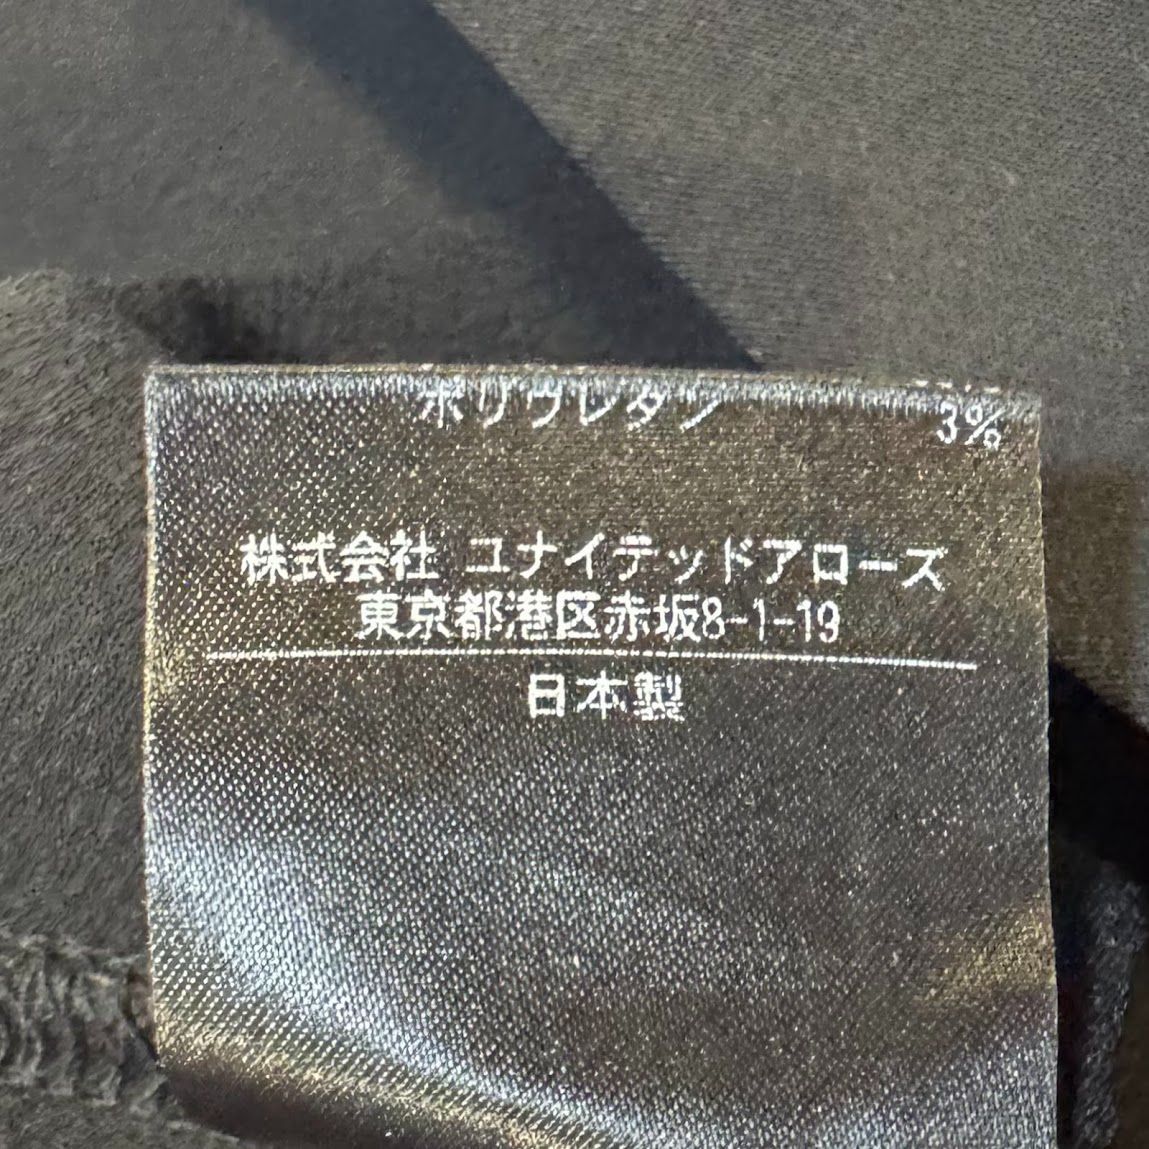 ポリウレタン 3%
株式会社 ユナイテッドアローズ
東京都港区赤坂8-1-19
日本製